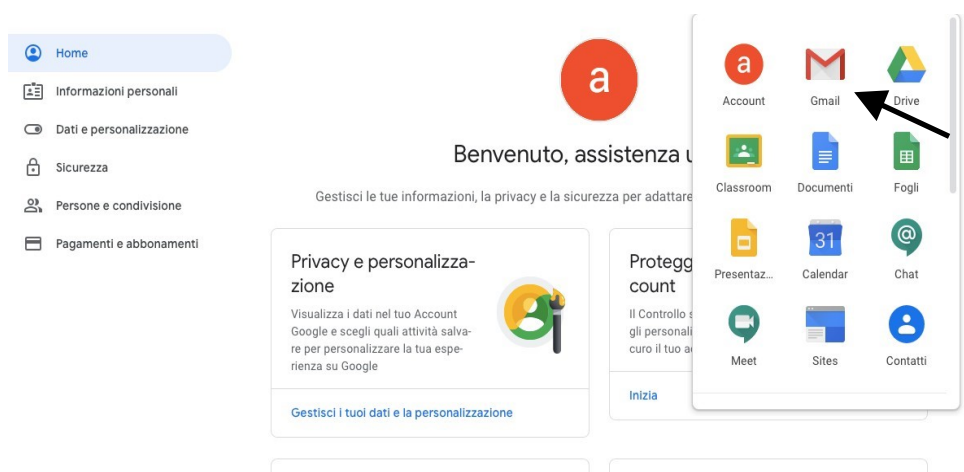 Home
Informazioni personali
Dati e personalizzazione
Sicurezza
Persone e condivisione
Pagamenti e abbonamenti
a
Benvenuto, assistenza
Gestisci le tue informazioni, la privacy e la sicurezza per adattare
Privacy e personalizza-
zione
Visualizza i dati nel tuo Account
Google e scegli quali attività salva-
re per personalizzare la tua espe-
rienza su Google
Gestisci i tuoi dati e la personalizzazione
Protegg
count
Il Controllo
gli personali
curo il tuo
Inizia
a
Account Gmail Drive
Classroom Documenti Fogli
31
Presentaz... Calendar Chat
Meet Sites Contatti